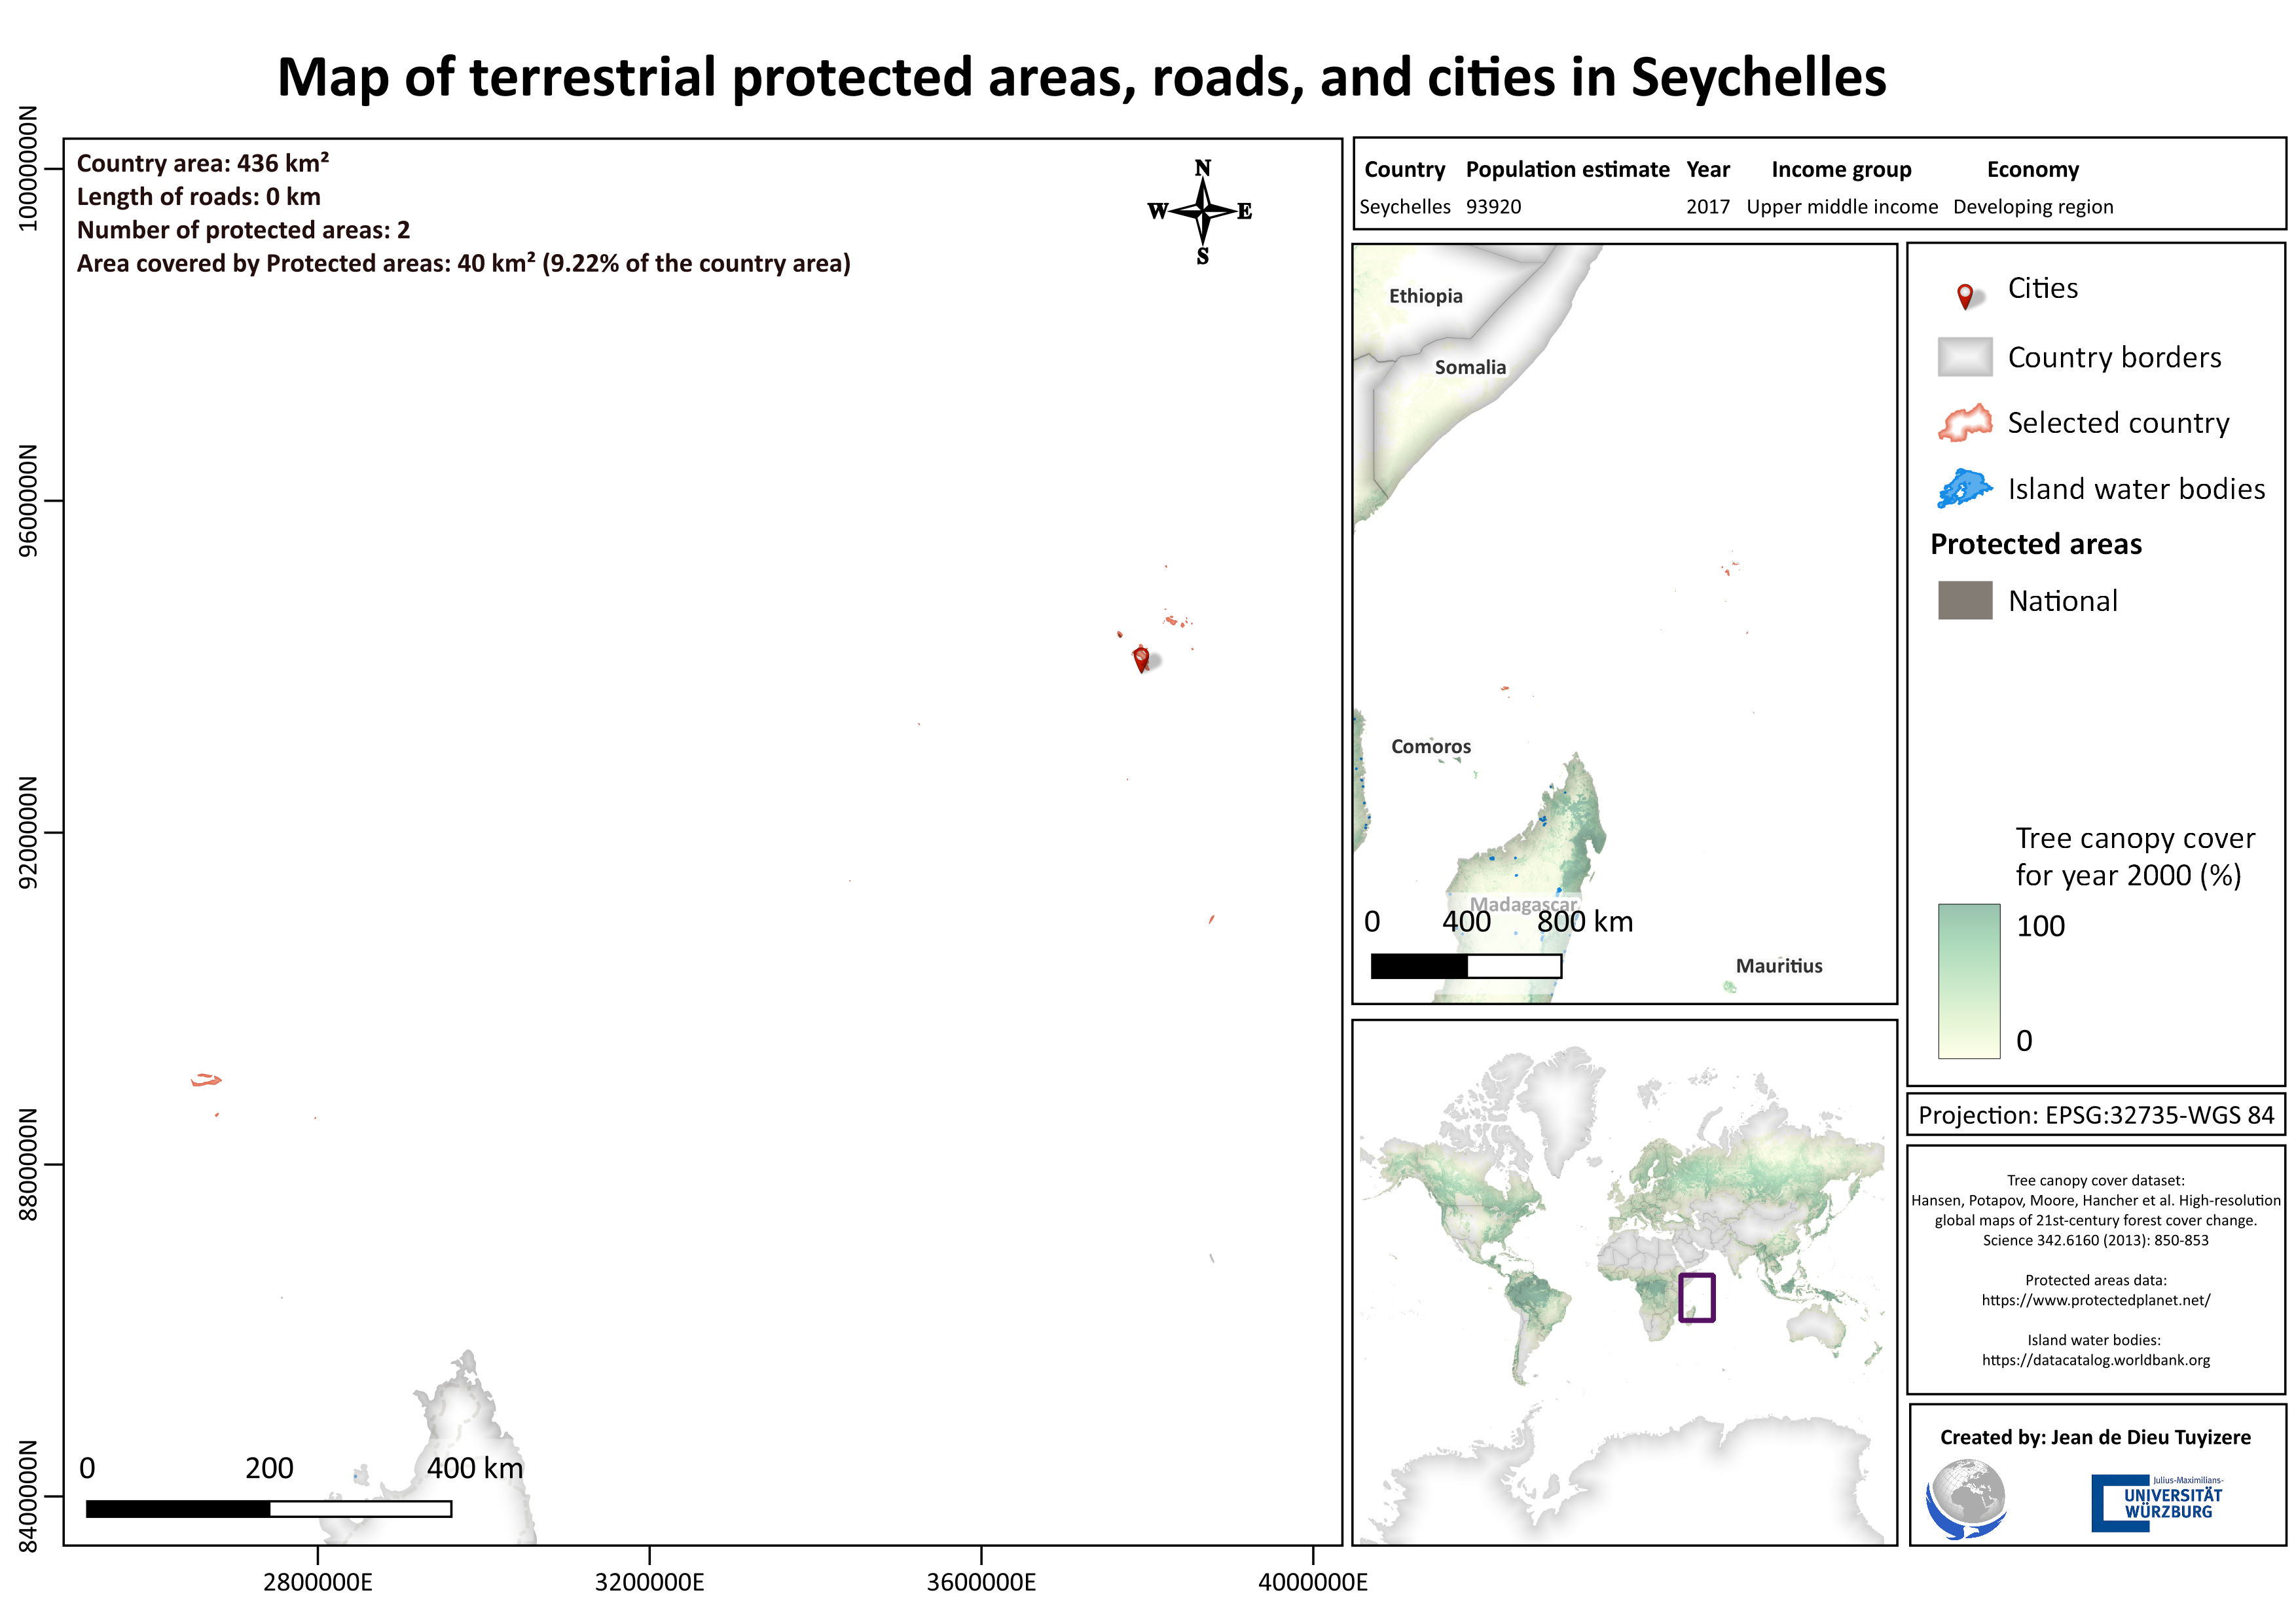 Map of terrestrial protected areas, roads, and cities in Seychelles
Country area: 436 km²
Length of roads: 0 km
Number of protected areas: 2
Area covered by Protected areas: 40 km² (9.22% of the country area)
N
W E
S
10000000N
9600000N
9200000N
8800000N
8400000N
0 200 400 km
2800000E 3200000E 3600000E 4000000E
Country Population estimate Year Income group Economy
Seychelles 93920 2017 Upper middle income Developing region
Ethiopia
Somalia
Comoros
Madagascar
0 400 800 km
Mauritius
Cities
Country borders
Selected country
Island water bodies
Protected areas
National
Tree canopy cover
for year 2000 (%)
100
0
Projection: EPSG:32735-WGS 84
Tree canopy cover dataset:
Hansen, Potapov, Moore, Hancher et al. High-resolution
global maps of 21st-century forest cover change.
Science 342.6160 (2013): 850-853
Protected areas data:
https://www.protectedplanet.net/
Island water bodies:
https://datacatalog.worldbank.org
Created by: Jean de Dieu Tuyizere
Julius-Maximilians-
UNIVERSITÄT
WÜRZBURG